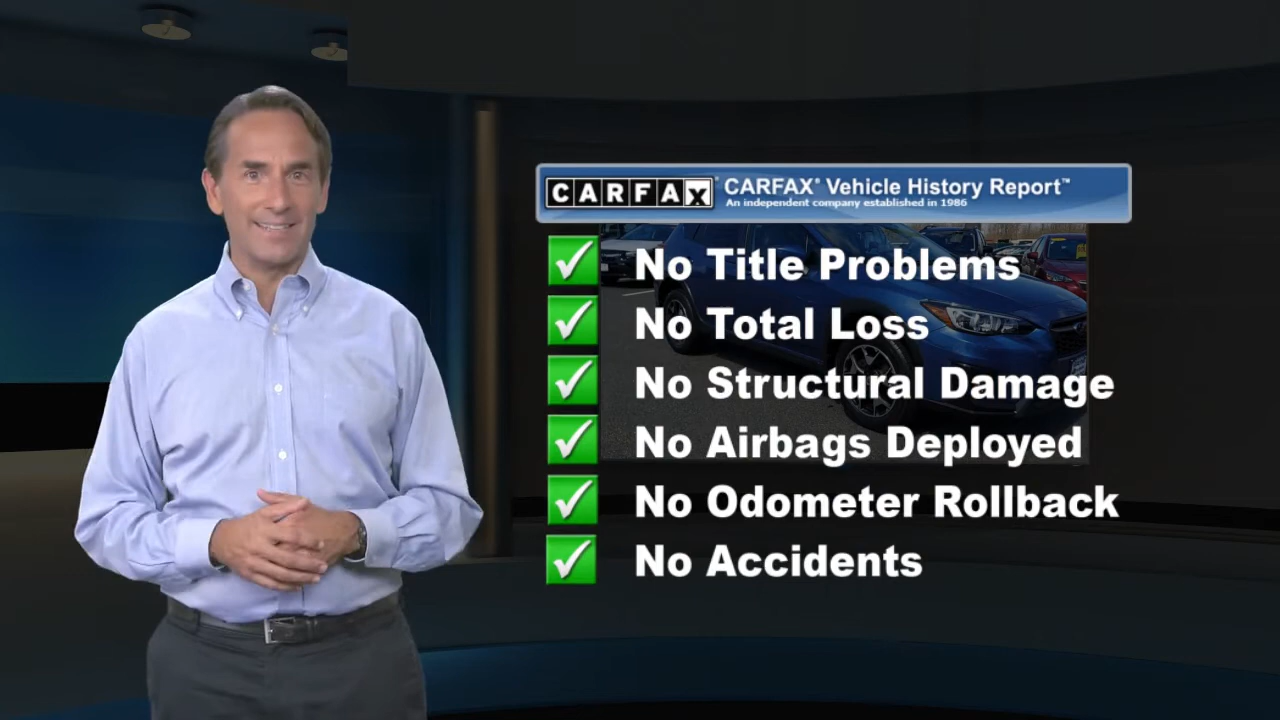 CARFAX® CARFAX® Vehicle History Report™
An independent company established in 1986
No Title Problems
No Total Loss
No Structural Damage
No Airbags Deployed
No Odometer Rollback
No Accidents